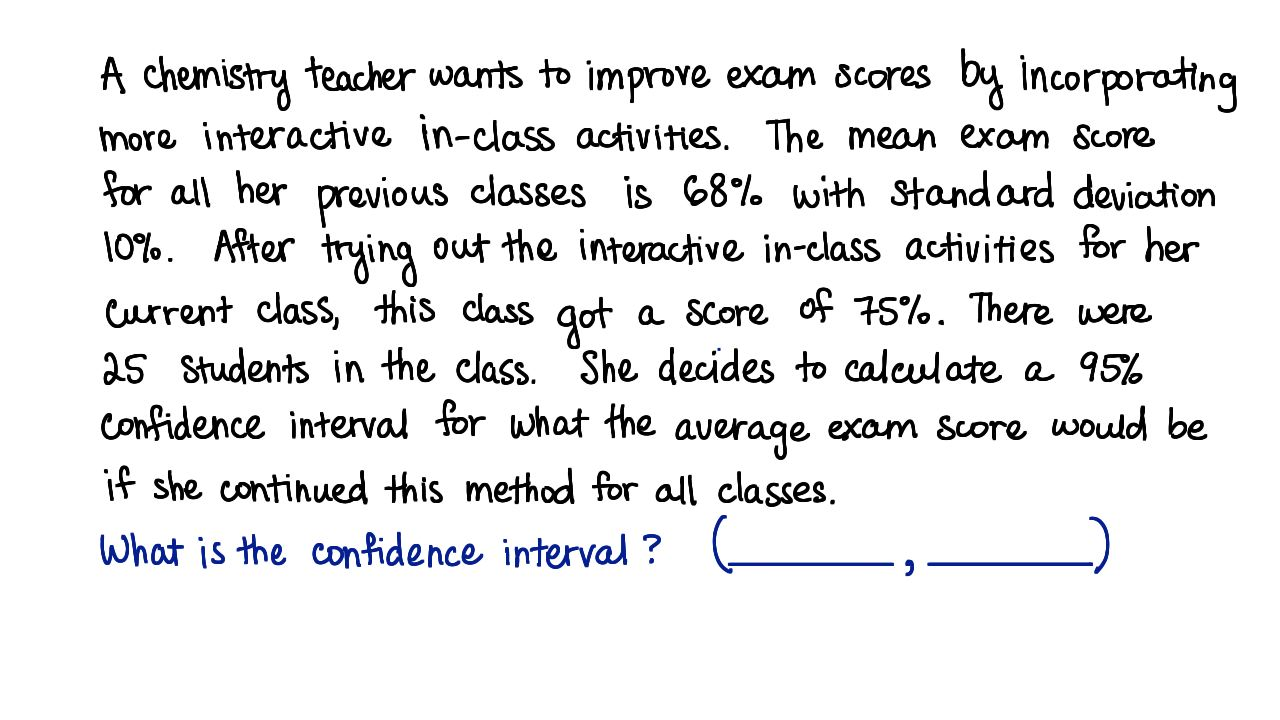 A chemistry teacher wants to improve exam scores by incorporating
more interactive in-class activities. The mean exam score
for all her previous classes is 68% with standard deviation
10%. After trying out the interactive in-class activities for her
current class, this class got a score of 75%. There were
25 students in the class. She decides to calculate a 95%
confidence interval for what the average exam score would be
if she continued this method for all classes.
What is the confidence interval? (________, ________)